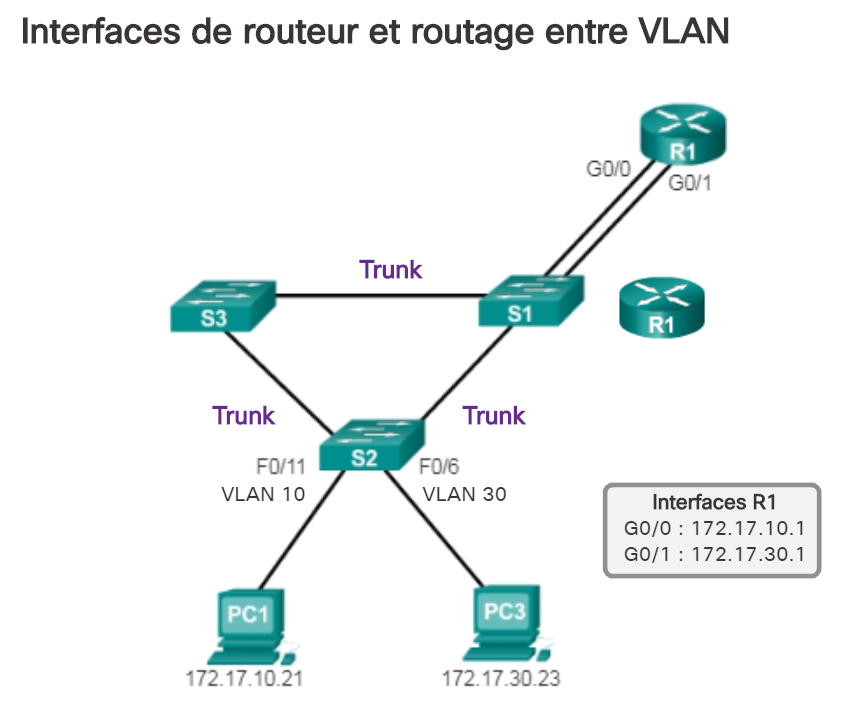 Interfaces de routeur et routage entre VLAN
R1
G0/0
G0/1
Trunk
S3
S1
R1
Trunk
Trunk
S2
F0/11
F0/6
VLAN 10
VLAN 30
Interfaces R1
G0/0 : 172.17.10.1
G0/1 : 172.17.30.1
PC1
PC3
172.17.10.21
172.17.30.23